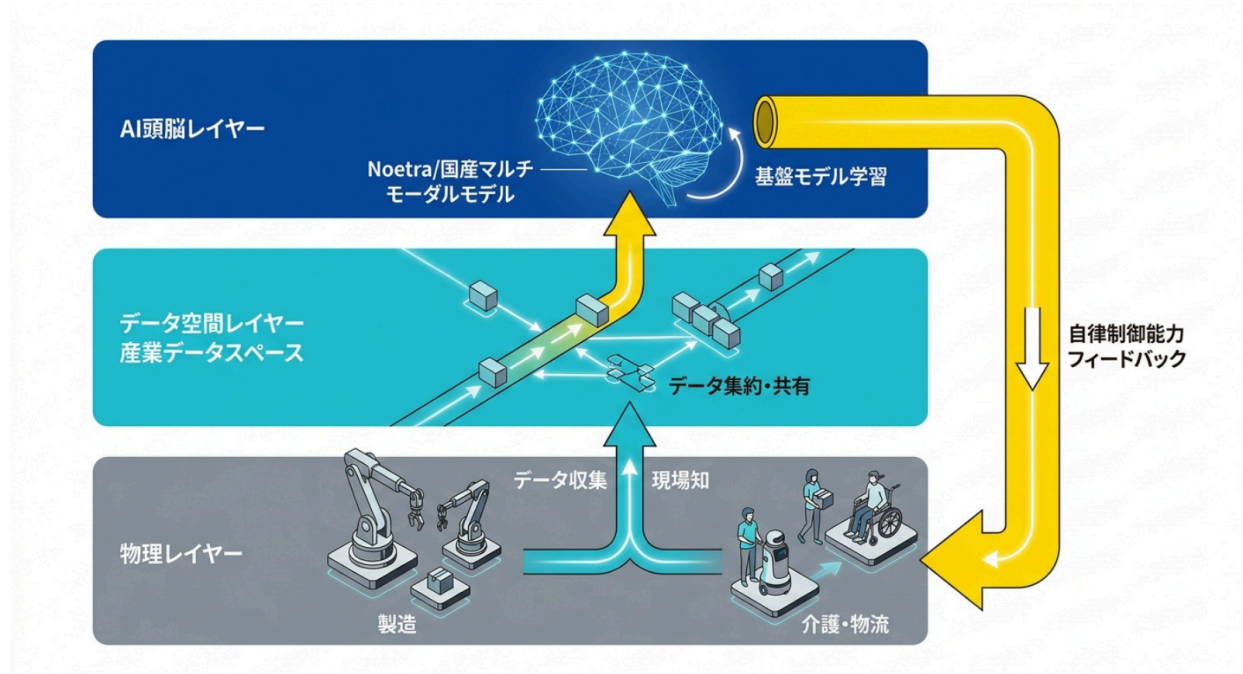 AI頭脳レイヤー
Noetra/国産マルチ
モーダルモデル
基盤モデル学習
データ空間レイヤー
産業データスペース
データ集約・共有
自律制御能力
フィードバック
物理レイヤー
データ収集
現場知
製造
介護・物流